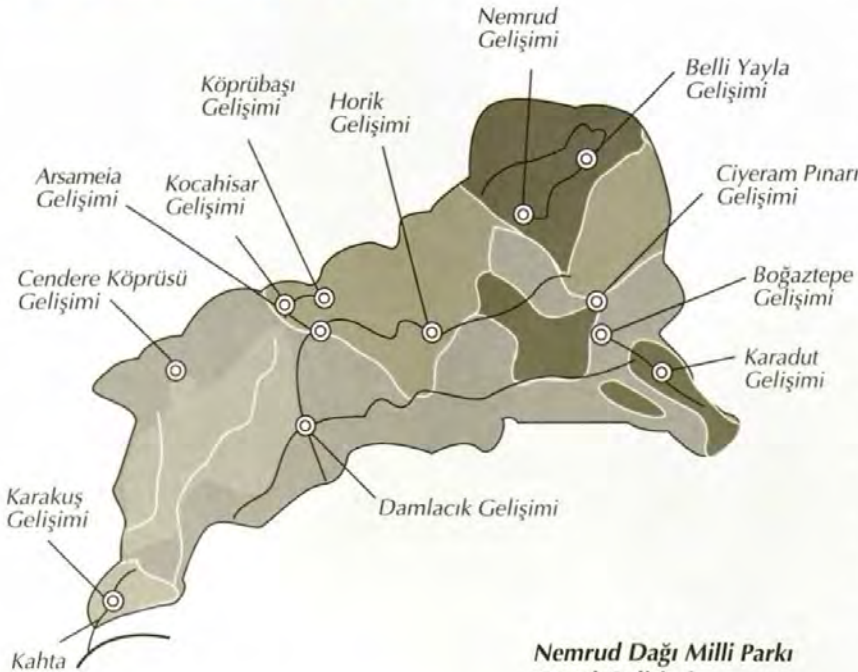 Nemrud
Gelişimi
Belli Yayla
Gelişimi
Köprübaşı
Gelişimi
Horik
Gelişimi
Arsameia
Gelişimi
Kocahisar
Gelişimi
Ciyeram Pınarı
Gelişimi
Cendere Köprüsü
Gelişimi
Boğaztepe
Gelişimi
Karadut
Gelişimi
Karakuş
Gelişimi
Damlacık Gelişimi
Kahta
Nemrud Dağı Milli Parkı